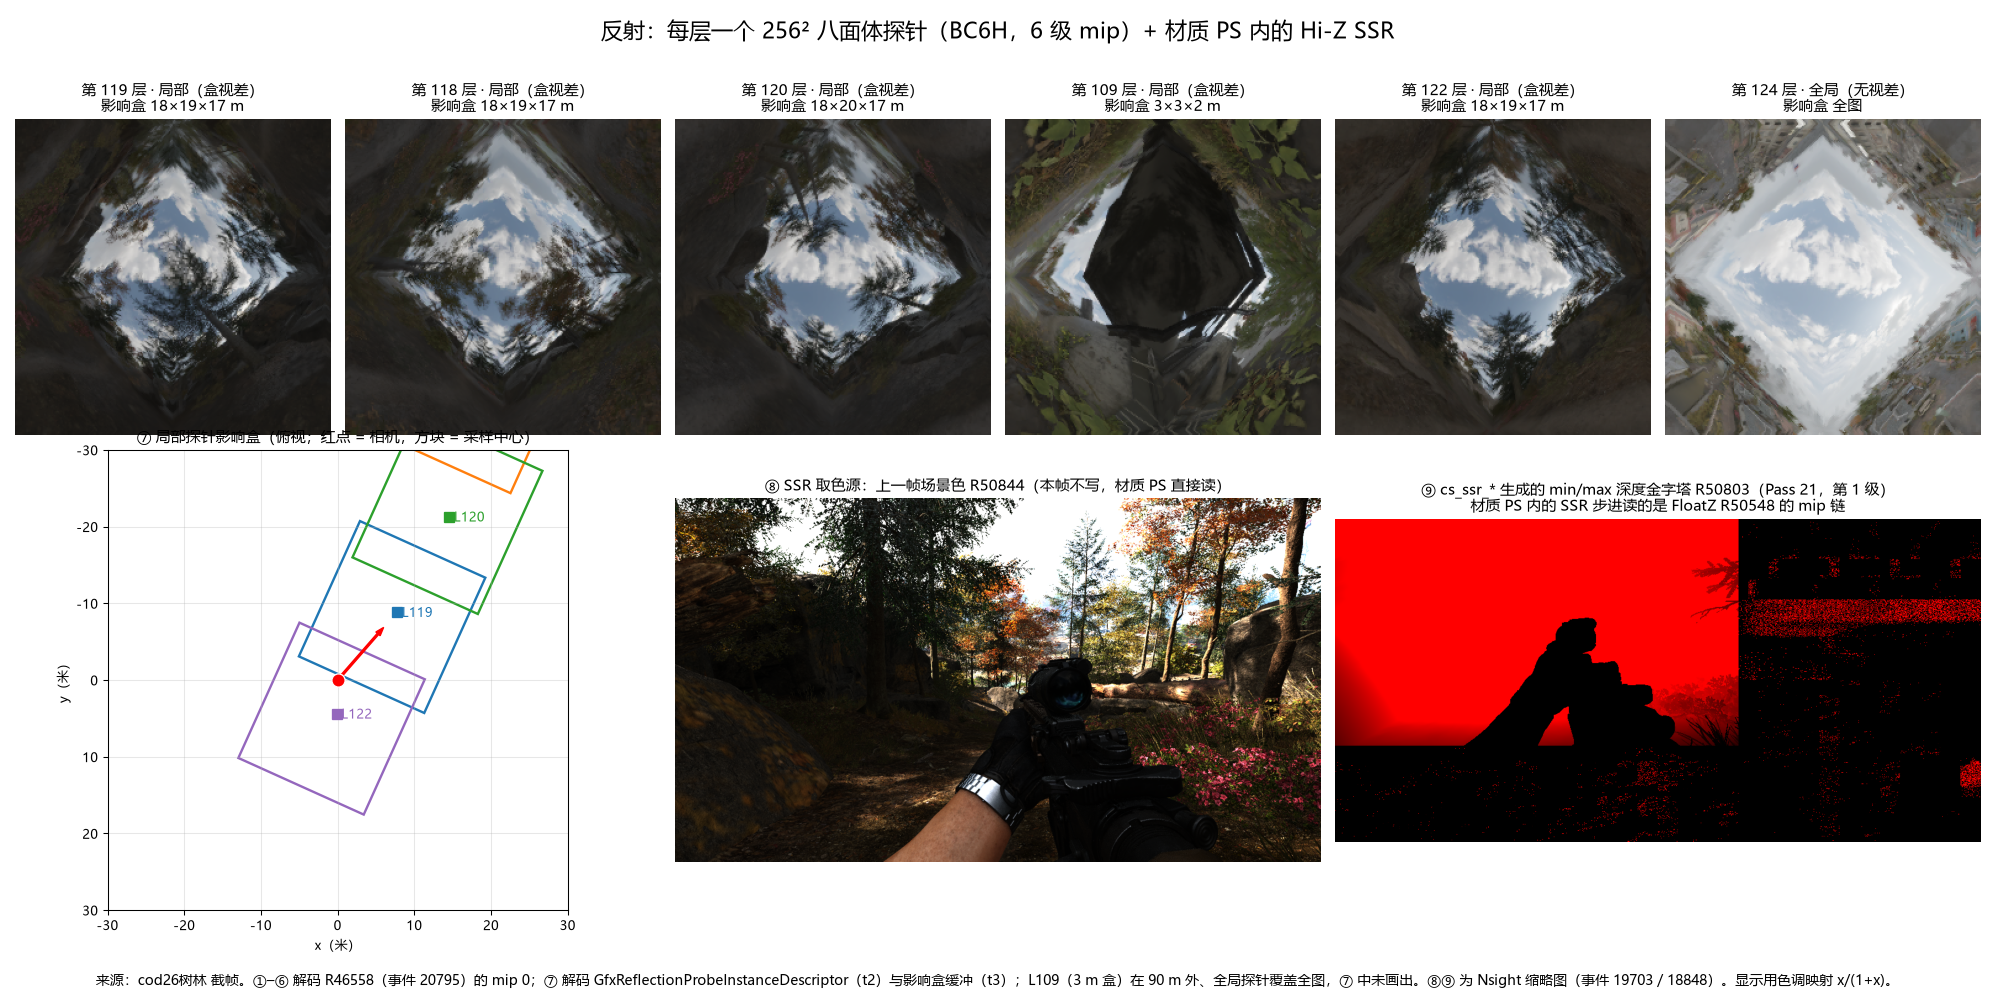 反射：每层一个 256² 八面体探针（BC6H，6 级 mip）+ 材质 PS 内的 Hi-Z SSR
第 119 层 · 局部（盒视差）
影响盒 18×19×17 m
第 118 层 · 局部（盒视差）
影响盒 18×19×17 m
第 120 层 · 局部（盒视差）
影响盒 18×20×17 m
第 109 层 · 局部（盒视差）
影响盒 3×3×2 m
第 122 层 · 局部（盒视差）
影响盒 18×19×17 m
第 124 层 · 全局（无视差）
影响盒 全图
⑦ 局部探针影响盒（俯视；红点 = 相机，方块 = 采样中心）
-30
-20
-10
0
10
20
30
y（米）
L120
L119
L122
-30
-20
-10
0
10
20
30
x（米）
⑧ SSR 取色源：上一帧场景色 R50844（本帧不写，材质 PS 直接读）
⑨ cs_ssr_* 生成的 min/max 深度金字塔 R50803（Pass 21，第 1 级）
材质 PS 内的 SSR 步进读的是 FloatZ R50548 的 mip 链
来源：cod26树林 截帧。①–⑥ 解码 R46558（事件 20795）的 mip 0；⑦ 解码 GfxReflectionProbeInstanceDescriptor（t2）与影响盒缓冲（t3）；L109（3 m 盒）在 90 m 外、全局探针覆盖全图，⑦ 中未画出。⑧⑨ 为 Nsight 缩略图（事件 19703 / 18848）。显示用色调映射 x/(1+x)。